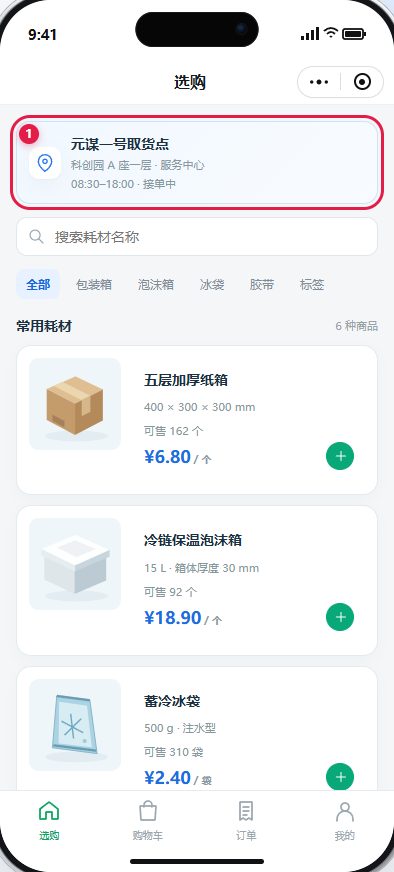 9:41
选购
1
元谋一号取货点
科创园 A 座一层 · 服务中心
08:30–18:00 · 接单中
搜索耗材名称
全部 包装箱 泡沫箱 冰袋 胶带 标签
常用耗材 6 种商品
五层加厚纸箱
400 × 300 × 300 mm
可售 162 个
¥6.80 / 个
冷链保温泡沫箱
15 L · 箱体厚度 30 mm
可售 92 个
¥18.90 / 个
蓄冷冰袋
500 g · 注水型
可售 310 袋
¥2.40 / 袋
选购 购物车 订单 我的